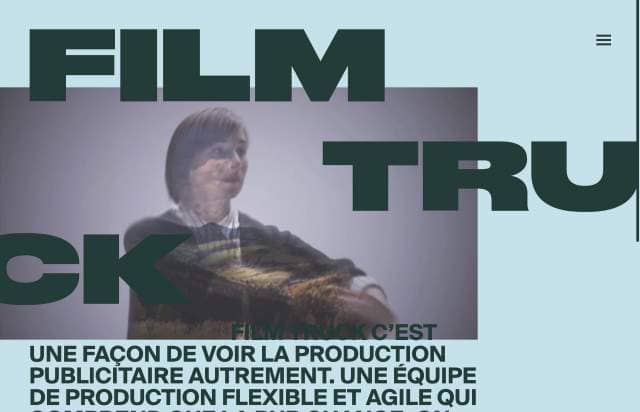 FILM
TRU
CK
FILM TRUCK C’EST
UNE FAÇON DE VOIR LA PRODUCTION
PUBLICITAIRE AUTREMENT. UNE ÉQUIPE
DE PRODUCTION FLEXIBLE ET AGILE QUI